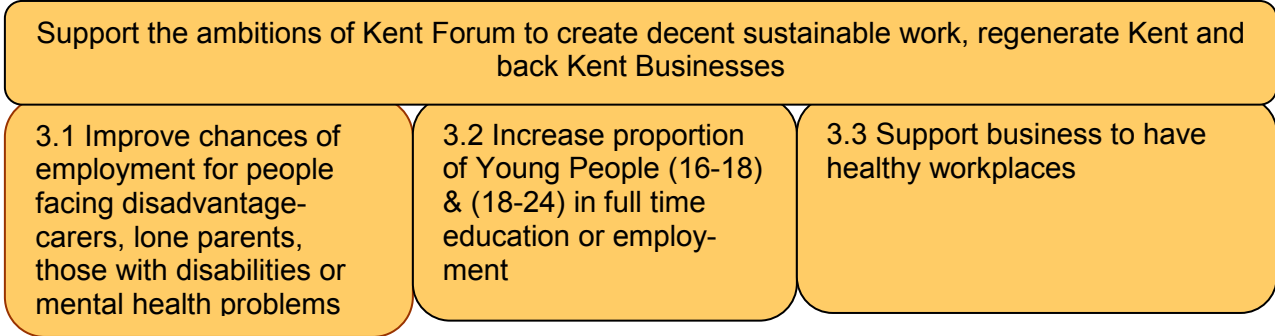 Support the ambitions of Kent Forum to create decent sustainable work, regenerate Kent and
back Kent Businesses
3.1 Improve chances of
employment for people
facing disadvantage-
carers, lone parents,
those with disabilities or
mental health problems
3.2 Increase proportion
of Young People (16-18)
& (18-24) in full time
education or employ-
ment
3.3 Support business to have
healthy workplaces